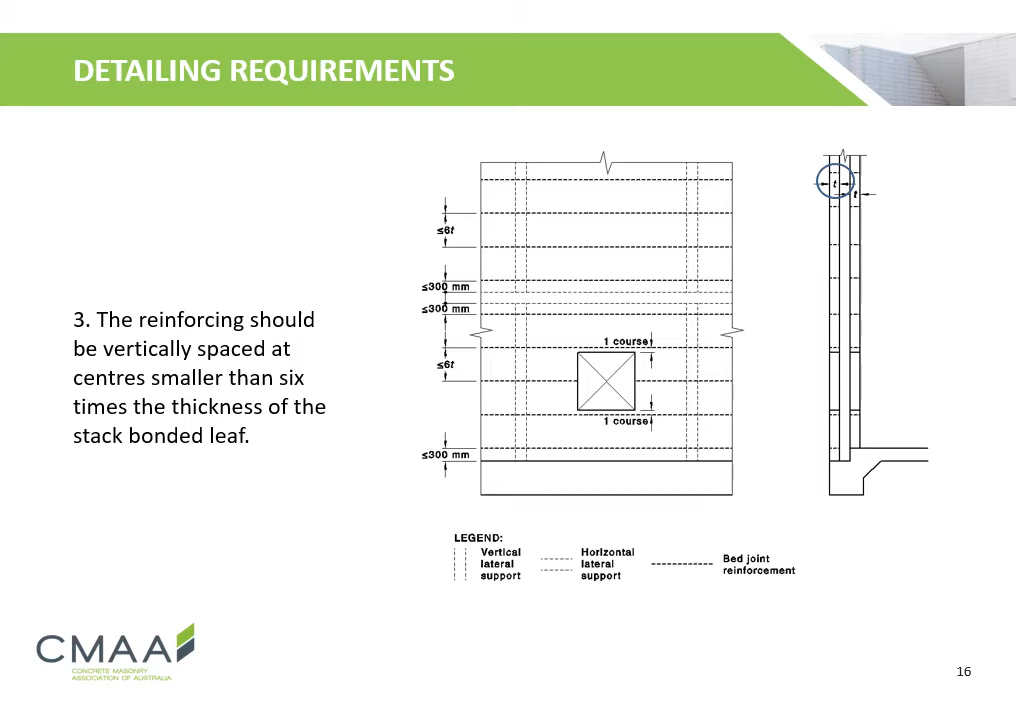 DETAILING REQUIREMENTS
3. The reinforcing should
be vertically spaced at
centres smaller than six
times the thickness of the
stack bonded leaf.
≤6t
≤300 mm
≤300 mm
≤6t
≤300 mm
1 course
1 course
t
t
LEGEND:
Vertical
lateral
support
Horizontal
lateral
support
Bed joint
reinforcement
CMAA
CONCRETE MASONRY
ASSOCIATION OF AUSTRALIA
16